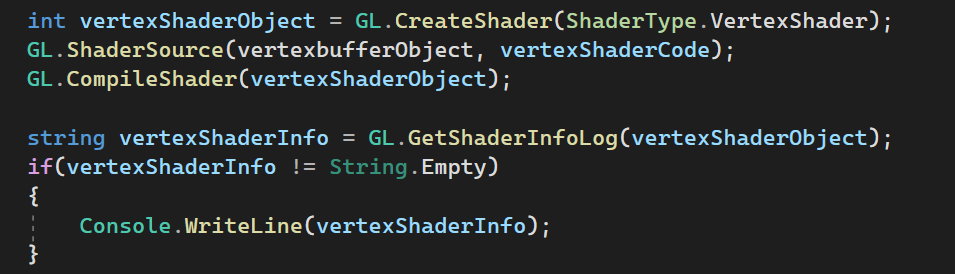 int vertexShaderObject = GL.CreateShader(ShaderType.VertexShader);
GL.ShaderSource(vertexbufferObject, vertexShaderCode);
GL.CompileShader(vertexShaderObject);
string vertexShaderInfo = GL.GetShaderInfoLog(vertexShaderObject);
if(vertexShaderInfo != String.Empty)
{
Console.WriteLine(vertexShaderInfo);
}